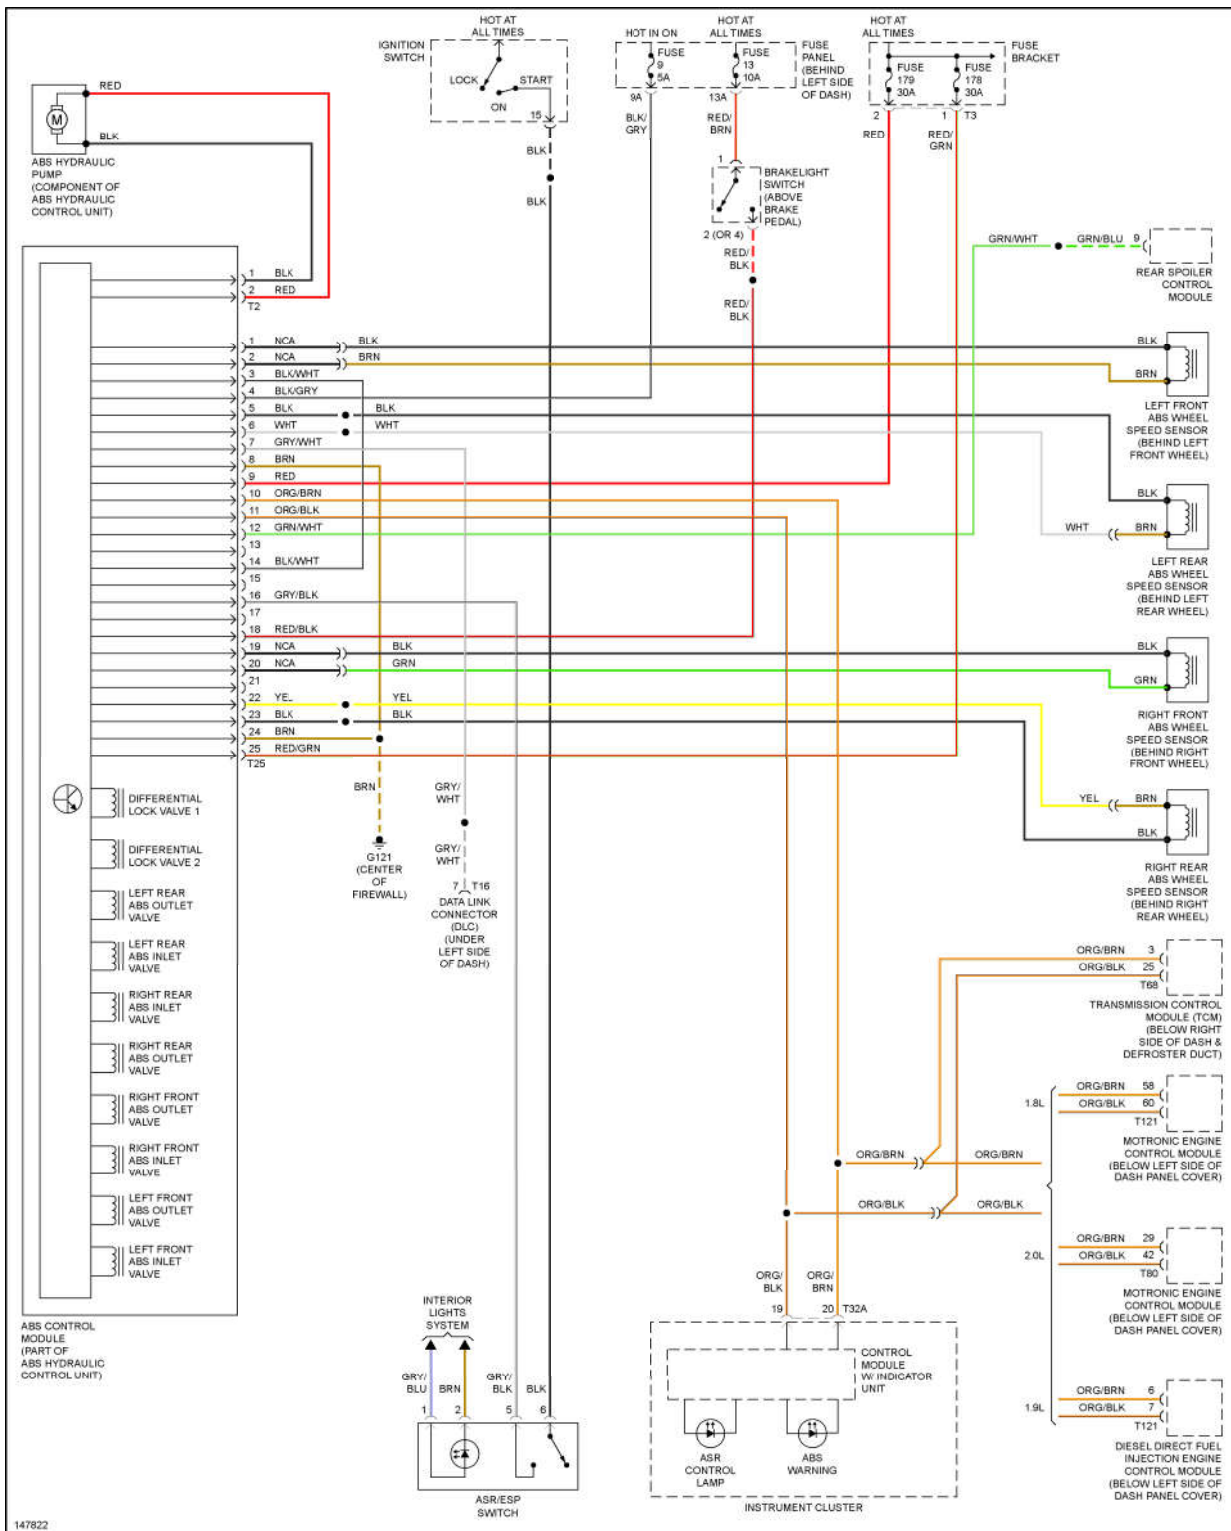 HOT AT
ALL TIMES
IGNITION
SWITCH
LOCK
START
ON
15
BLK
BLK
HOT IN ON
HOT AT
ALL TIMES
FUSE
9
5A
FUSE
13
10A
FUSE
PANEL
(BEHIND
LEFT SIDE
OF DASH)
9A
13A
BLK/
GRY
RED/
BRN
HOT AT
ALL TIMES
FUSE
179
30A
FUSE
178
30A
FUSE
BRACKET
2
1
T3
RED
RED/
GRN
1
BRAKELIGHT
SWITCH
(ABOVE
BRAKE
PEDAL)
2 (OR 4)
RED/
BLK
RED/
BLK
RED
M
BLK
ABS HYDRAULIC
PUMP
(COMPONENT OF
ABS HYDRAULIC
CONTROL UNIT)
1 BLK
2 RED
T2
1 NCA BLK
2 NCA BRN
3 BLK/WHT
4 BLK/GRY
5 BLK BLK
6 WHT WHT
7 GRY/WHT
8 BRN
9 RED
10 ORG/BRN
11 ORG/BLK
12 GRN/WHT
13
14 BLK/WHT
15
16 GRY/BLK
17
18 RED/BLK
19 NCA BLK
20 NCA GRN
21
22 YEL YEL
23 BLK BLK
24 BRN
25 RED/GRN
T25
GRN/WHT
GRN/BLU
9
REAR SPOILER
CONTROL
MODULE
BLK
BRN
LEFT FRONT
ABS WHEEL
SPEED SENSOR
(BEHIND LEFT
FRONT WHEEL)
BLK
WHT
BRN
LEFT REAR
ABS WHEEL
SPEED SENSOR
(BEHIND LEFT
REAR WHEEL)
BLK
GRN
RIGHT FRONT
ABS WHEEL
SPEED SENSOR
(BEHIND RIGHT
FRONT WHEEL)
YEL
BRN
BLK
RIGHT REAR
ABS WHEEL
SPEED SENSOR
(BEHIND RIGHT
REAR WHEEL)
DIFFERENTIAL
LOCK VALVE 1
DIFFERENTIAL
LOCK VALVE 2
LEFT REAR
ABS OUTLET
VALVE
LEFT REAR
ABS INLET
VALVE
RIGHT REAR
ABS INLET
VALVE
RIGHT REAR
ABS OUTLET
VALVE
RIGHT FRONT
ABS OUTLET
VALVE
RIGHT FRONT
ABS INLET
VALVE
LEFT FRONT
ABS OUTLET
VALVE
LEFT FRONT
ABS INLET
VALVE
ABS CONTROL
MODULE
(PART OF
ABS HYDRAULIC
CONTROL UNIT)
BRN
G121
(CENTER
OF
FIREWALL)
GRY/
WHT
GRY/
WHT
7 T16
DATA LINK
CONNECTOR
(DLC)
(UNDER
LEFT SIDE
OF DASH)
ORG/BRN 3
ORG/BLK 25
T68
TRANSMISSION CONTROL
MODULE (TCM)
(BELOW RIGHT
SIDE OF DASH &
DEFROSTER DUCT)
1.8L
ORG/BRN 58
ORG/BLK 60
T121
MOTRONIC ENGINE
CONTROL MODULE
(BELOW LEFT SIDE OF
DASH PANEL COVER)
ORG/BRN
ORG/BRN
ORG/BLK
ORG/BLK
2.0L
ORG/BRN 29
ORG/BLK 42
T80
MOTRONIC ENGINE
CONTROL MODULE
(BELOW LEFT SIDE OF
DASH PANEL COVER)
1.9L
ORG/BRN 6
ORG/BLK 7
T121
DIESEL DIRECT FUEL
INJECTION ENGINE
CONTROL MODULE
(BELOW LEFT SIDE OF
DASH PANEL COVER)
ORG/
BLK
ORG/
BRN
19
20
T32A
CONTROL
MODULE
W/ INDICATOR
UNIT
ASR
CONTROL
LAMP
ABS
WARNING
INSTRUMENT CLUSTER
INTERIOR
LIGHTS
SYSTEM
GRY/
BLU
BRN
GRY/
BLK
BLK
1
2
5
6
ASR/ESP
SWITCH
147822